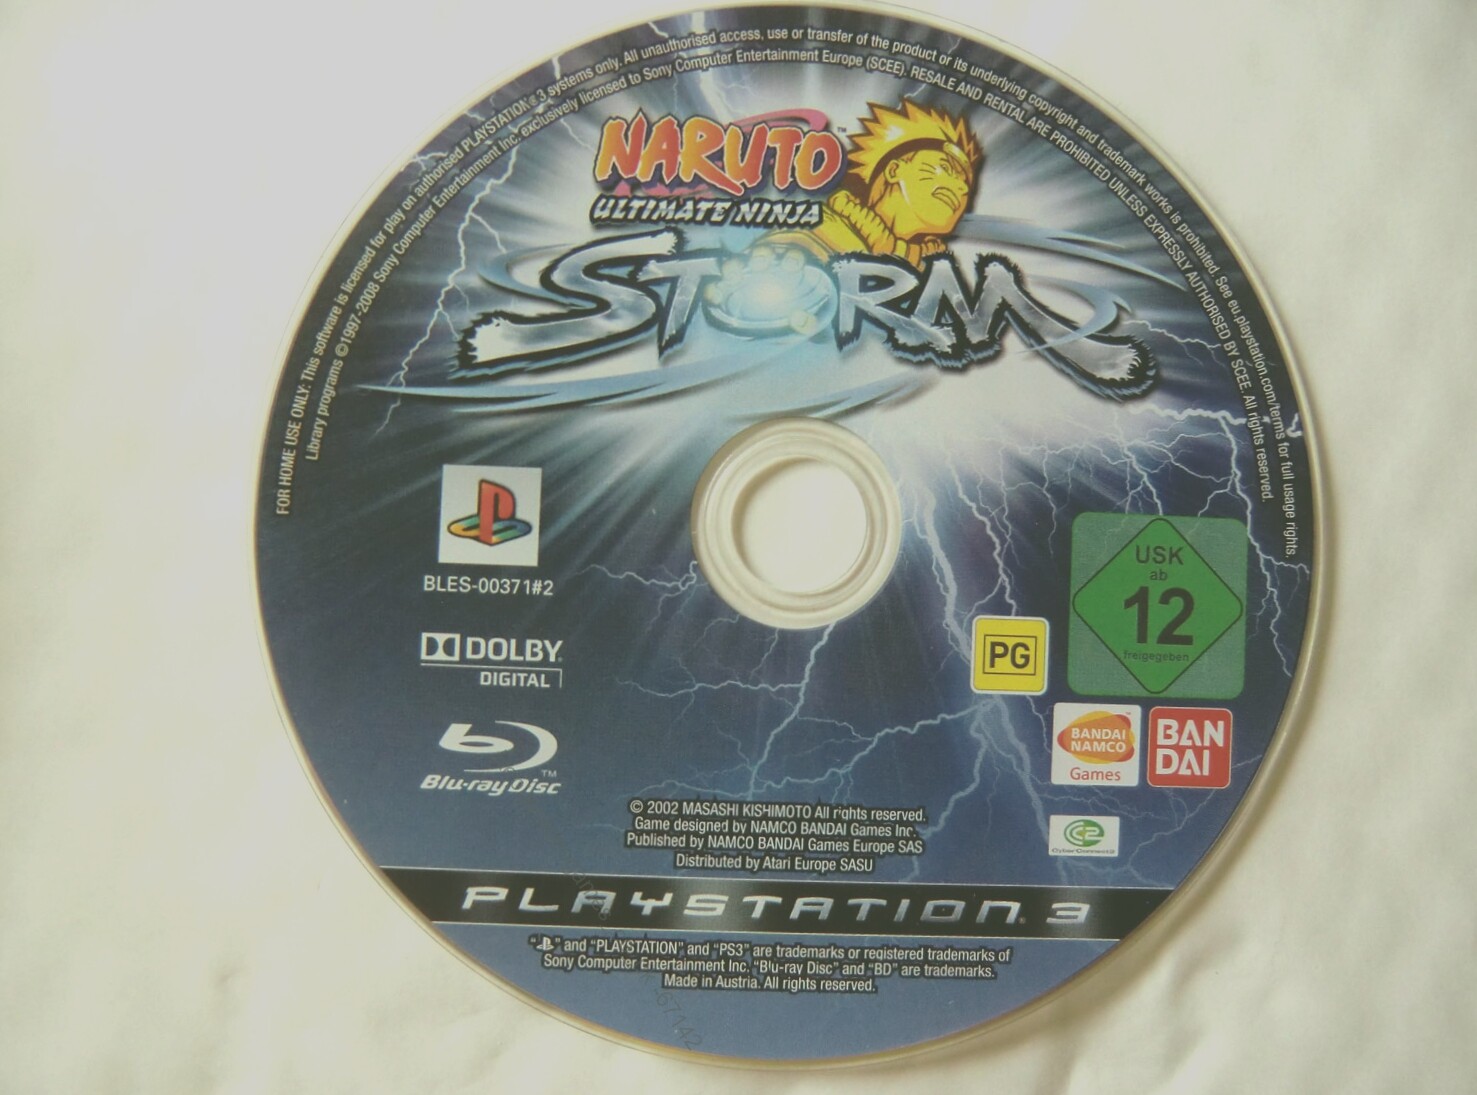 FOR HOME USE ONLY: This software is licensed for play on authorised PLAYSTATION®3 systems only. All unauthorised access, use or transfer of the product or its underlying copyright and trademark works is prohibited. See eu.playstation.com/terms for full usage rights.
Library programs ©1997-2008 Sony Computer Entertainment Inc. exclusively licensed to Sony Computer Entertainment Europe (SCEE). RESALE AND RENTAL ARE PROHIBITED UNLESS EXPRESSLY AUTHORISED BY SCEE. All rights reserved.
NARUTO™
ULTIMATE NINJA
STORM
BLES-00371#2
DOLBY
DIGITAL
Blu-ray Disc™
USK
ab
12
freigegeben
PG
BANDAI
NAMCO
Games
BAN
DAI
CyberConnect2
© 2002 MASASHI KISHIMOTO All rights reserved.
Game designed by NAMCO BANDAI Games Inc.
Published by NAMCO BANDAI Games Europe SAS
Distributed by Atari Europe SASU
PLAYSTATION®3
" " and "PLAYSTATION" and "PS3" are trademarks or registered trademarks of
Sony Computer Entertainment Inc. "Blu-ray Disc" and "BD" are trademarks.
Made in Austria. All rights reserved.